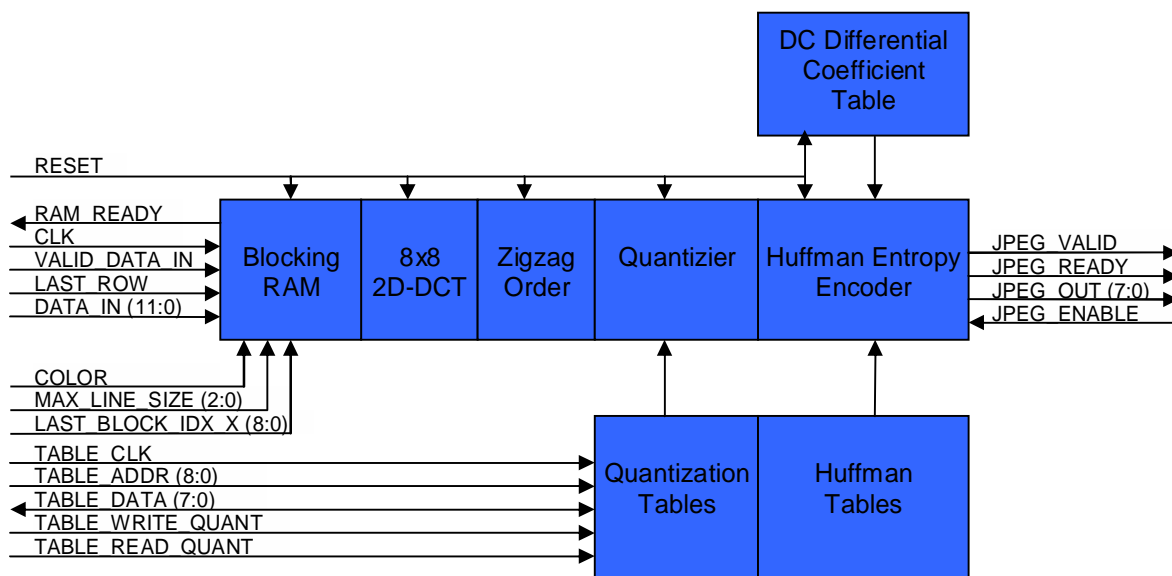 DC Differential
Coefficient
Table
RESET
RAM_READY
CLK
VALID_DATA_IN
LAST_ROW
DATA_IN (11:0)
Blocking
RAM
8x8
2D-DCT
Zigzag
Order
Quantizier
Huffman Entropy
Encoder
JPEG_VALID
JPEG_READY
JPEG_OUT (7:0)
JPEG_ENABLE
COLOR
MAX_LINE_SIZE (2:0)
LAST_BLOCK_IDX_X (8:0)
TABLE_CLK
TABLE_ADDR (8:0)
TABLE_DATA (7:0)
TABLE_WRITE_QUANT
TABLE_READ_QUANT
Quantization
Tables
Huffman
Tables